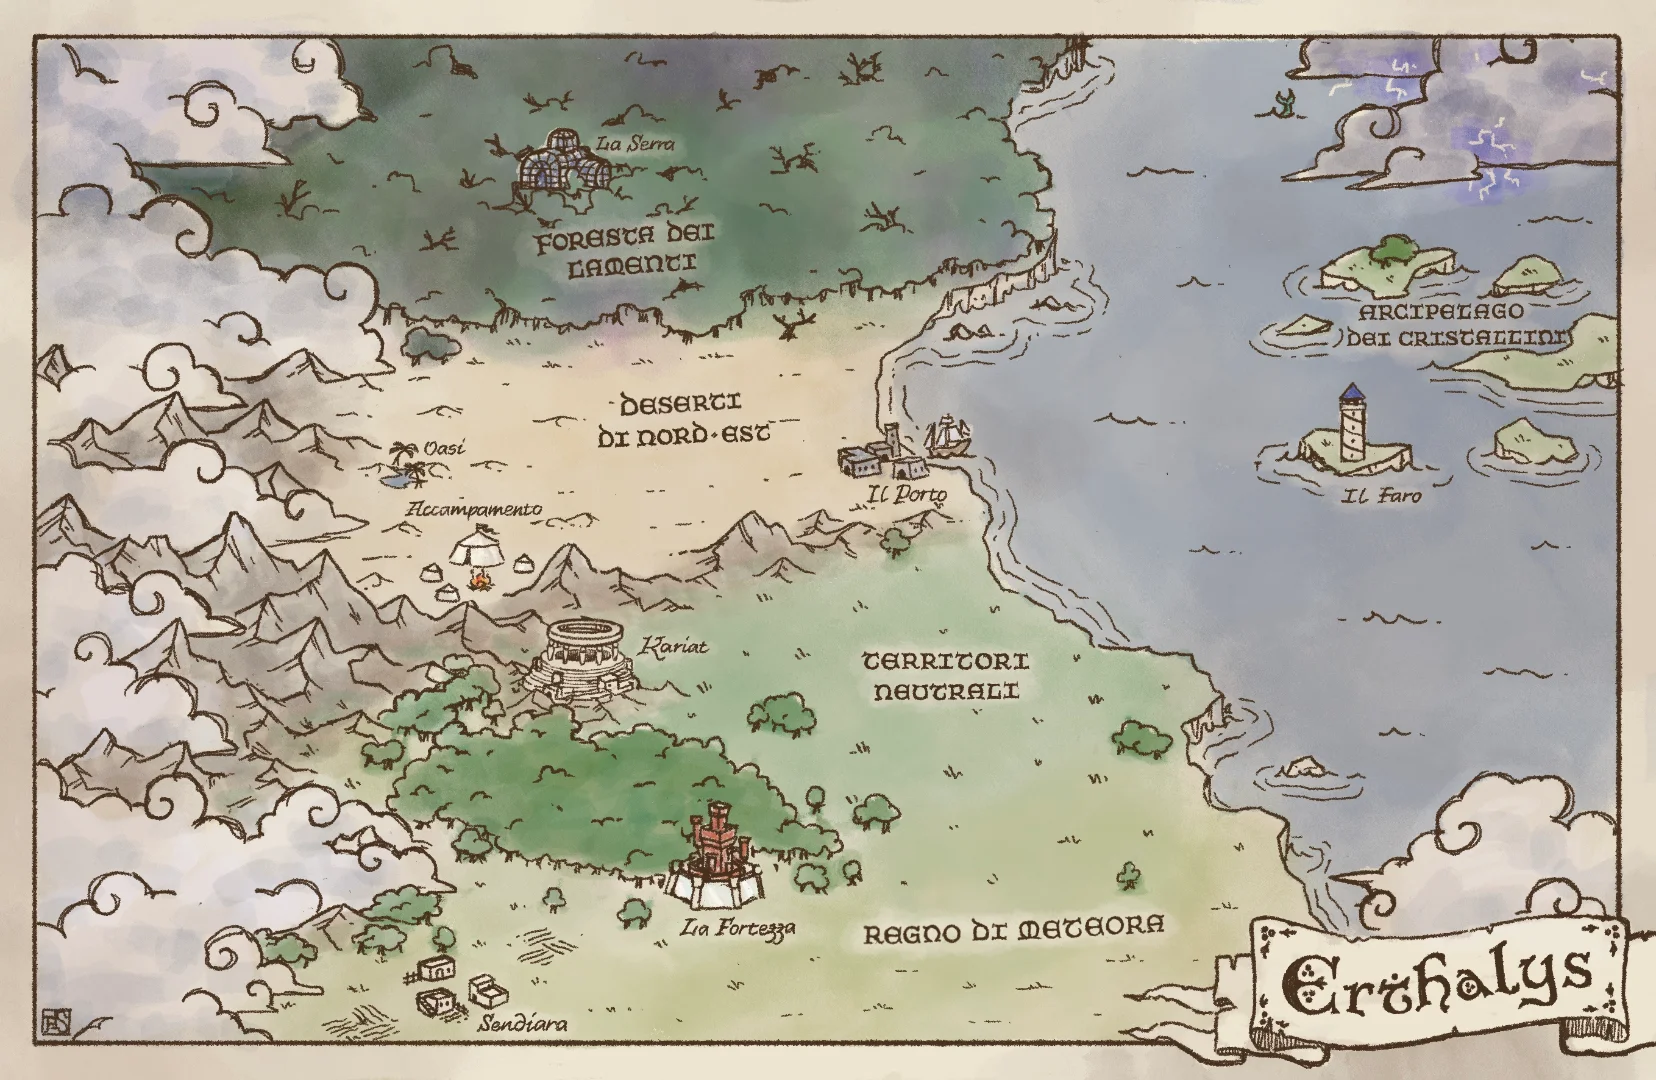 La Serra
FORESTA DEI
LAMENTI
ARCIPELAGO
DEI CRISTALLINI
DESERTI
DI NORD·EST
Oasi
Il Porto
Il Faro
Accampamento
Kariat
TERRITORI
NEUTRALI
La Fortezza
REGNO DI METEORA
Erthalys
Sendiara